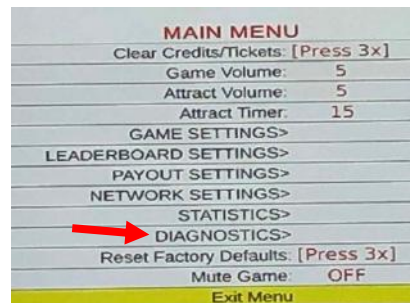 MAIN MENU
Clear Credits/Tickets: [Press 3x]
Game Volume: 5
Attract Volume: 5
Attract Timer: 15
GAME SETTINGS>
LEADERBOARD SETTINGS>
PAYOUT SETTINGS>
NETWORK SETTINGS>
STATISTICS>
DIAGNOSTICS>
Reset Factory Defaults: [Press 3x]
Mute Game: OFF
Exit Menu